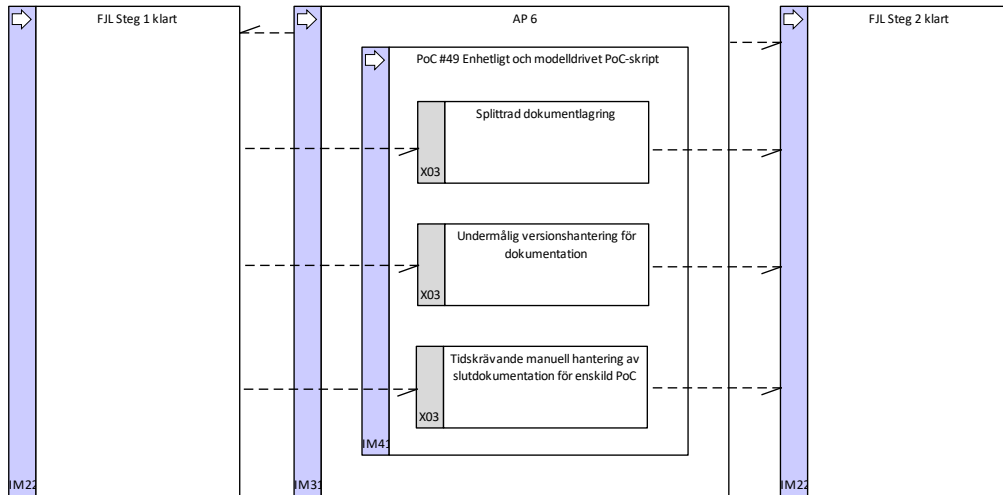 FJL Steg 1 klart
AP 6
FJL Steg 2 klart
PoC #49 Enhetligt och modelldrivet PoC-skript
Splittrad dokumentlagring
X03
Undermålig versionshantering för
dokumentation
X03
Tidskrävande manuell hantering av
slutdokumentation för enskild PoC
X03
IM41
IM22
IM31
IM22